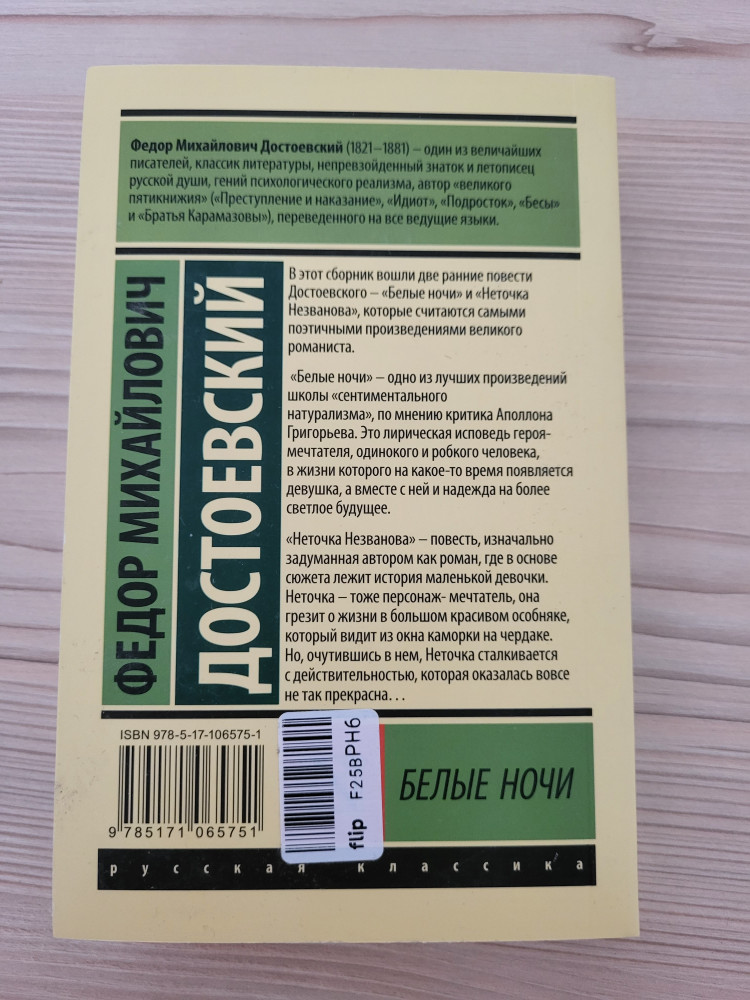 Федор Михайлович Достоевский (1821–1881) – один из величайших
писателей, классик литературы, непревзойденный знаток и летописец
русской души, гений психологического реализма, автор «великого
пятикнижия» («Преступление и наказание», «Идиот», «Подросток», «Бесы»
и «Братья Карамазовы»), переведенного на все ведущие языки.
ФЕДОР МИХАЙЛОВИЧ
ДОСТОЕВСКИЙ
В этот сборник вошли две ранние повести
Достоевского – «Белые ночи» и «Неточка
Незванова», которые считаются самыми
поэтичными произведениями великого
романиста.
«Белые ночи» – одно из лучших произведений
школы «сентиментального
натурализма», по мнению критика Аполлона
Григорьева. Это лирическая исповедь героя-
мечтателя, одинокого и робкого человека,
в жизни которого на какое-то время появляется
девушка, а вместе с ней и надежда на более
светлое будущее.
«Неточка Незванова» – повесть, изначально
задуманная автором как роман, где в основе
сюжета лежит история маленькой девочки.
Неточка – тоже персонаж- мечтатель, она
грезит о жизни в большом красивом особняке,
который видит из окна каморки на чердаке.
Но, очутившись в нем, Неточка сталкивается
с действительностью, которая оказалась вовсе
не так прекрасна...
ISBN 978-5-17-106575-1
9 785171 065751
flip F25BPH6
БЕЛЫЕ НОЧИ
русская классика